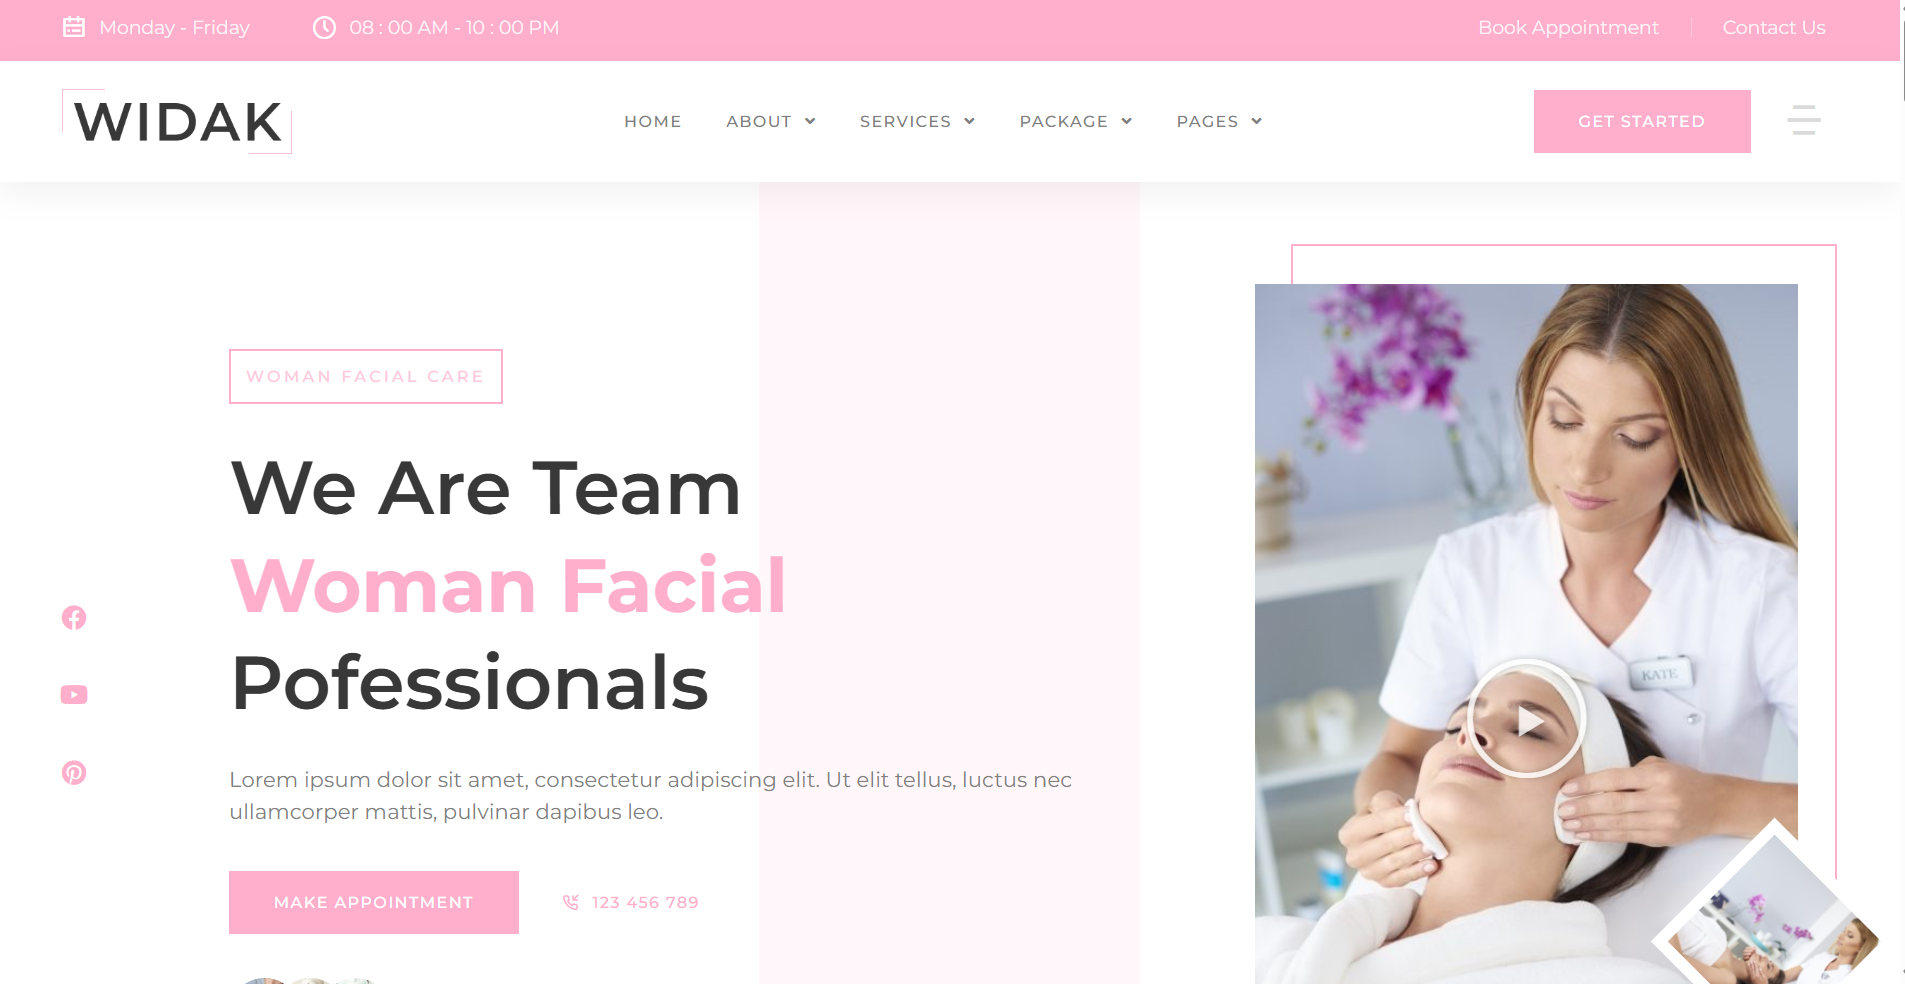 Monday - Friday
08 : 00 AM - 10 : 00 PM
Book Appointment
Contact Us
WIDAK
HOME
ABOUT
SERVICES
PACKAGE
PAGES
GET STARTED
WOMAN FACIAL CARE
We Are Team
Woman Facial
Pofessionals
Lorem ipsum dolor sit amet, consectetur adipiscing elit. Ut elit tellus, luctus nec
ullamcorper mattis, pulvinar dapibus leo.
MAKE APPOINTMENT
123 456 789
KATE